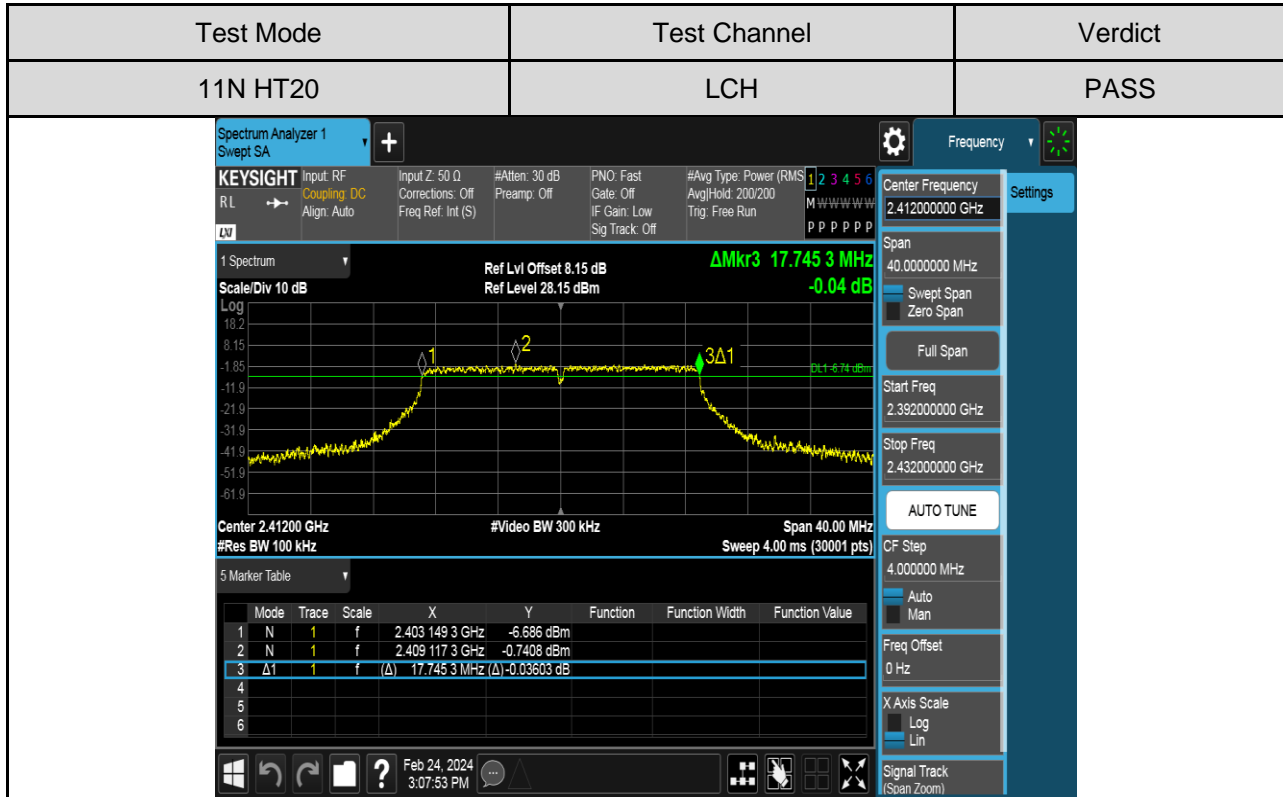 Test Mode Test Channel Verdict
11N HT20 LCH PASS
Spectrum Analyzer 1
Swept SA
+
Frequency
KEYSIGHT Input: RF Input Z: 50 Ω #Atten: 30 dB PNO: Fast #Avg Type: Power (RMS 1 2 3 4 5 6
RL Coupling: DC Corrections: Off Preamp: Off Gate: Off Avg|Hold: 200/200 M W W W W W
Align: Auto Freq Ref: Int (S) IF Gain: Low Trig: Free Run
LXI Sig Track: Off P P P P P P
1 Spectrum
Ref Lvl Offset 8.15 dB ΔMkr3 17.745 3 MHz
Scale/Div 10 dB Ref Level 28.15 dBm -0.04 dB
Log
18.2
8.15
-1.85
-11.9
-21.9
-31.9
-41.9
-51.9
-61.9
1
2
3Δ1
DL1 -6.74 dBm
Center 2.41200 GHz #Video BW 300 kHz Span 40.00 MHz
#Res BW 100 kHz Sweep 4.00 ms (30001 pts)
5 Marker Table
Mode Trace Scale X Y Function Function Width Function Value
1 N 1 f 2.403 149 3 GHz -6.686 dBm
2 N 1 f 2.409 117 3 GHz -0.7408 dBm
3 Δ1 1 f (Δ) 17.745 3 MHz (Δ) -0.03603 dB
4
5
6
Feb 24, 2024
3:07:53 PM
?
Center Frequency
2.412000000 GHz
Settings
Span
40.0000000 MHz
Swept Span
Zero Span
Full Span
Start Freq
2.392000000 GHz
Stop Freq
2.432000000 GHz
AUTO TUNE
CF Step
4.000000 MHz
Auto
Man
Freq Offset
0 Hz
X Axis Scale
Log
Lin
Signal Track
(Span Zoom)